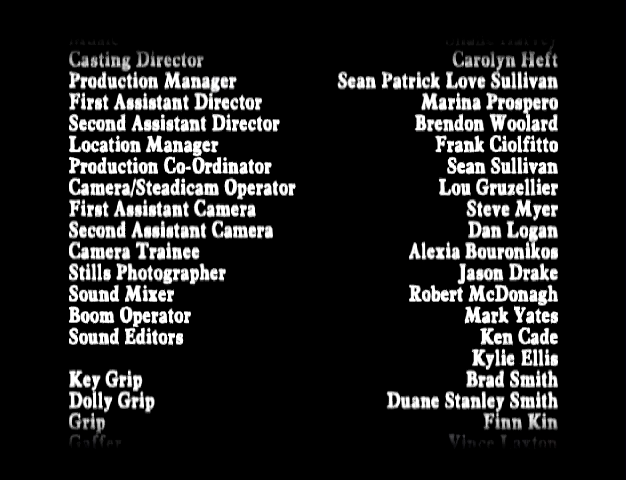 Casting Director Carolyn Heft
Production Manager Sean Patrick Love Sullivan
First Assistant Director Marina Prospero
Second Assistant Director Brendon Woolard
Location Manager Frank Ciolfitto
Production Co-Ordinator Sean Sullivan
Camera/Steadicam Operator Lou Gruzellier
First Assistant Camera Steve Myer
Second Assistant Camera Dan Logan
Camera Trainee Alexia Bouronikos
Stills Photographer Jason Drake
Sound Mixer Robert McDonagh
Boom Operator Mark Yates
Sound Editors Ken Cade
Kylie Ellis
Key Grip Brad Smith
Dolly Grip Duane Stanley Smith
Grip Finn Kin
Gaffer Vince Laxton